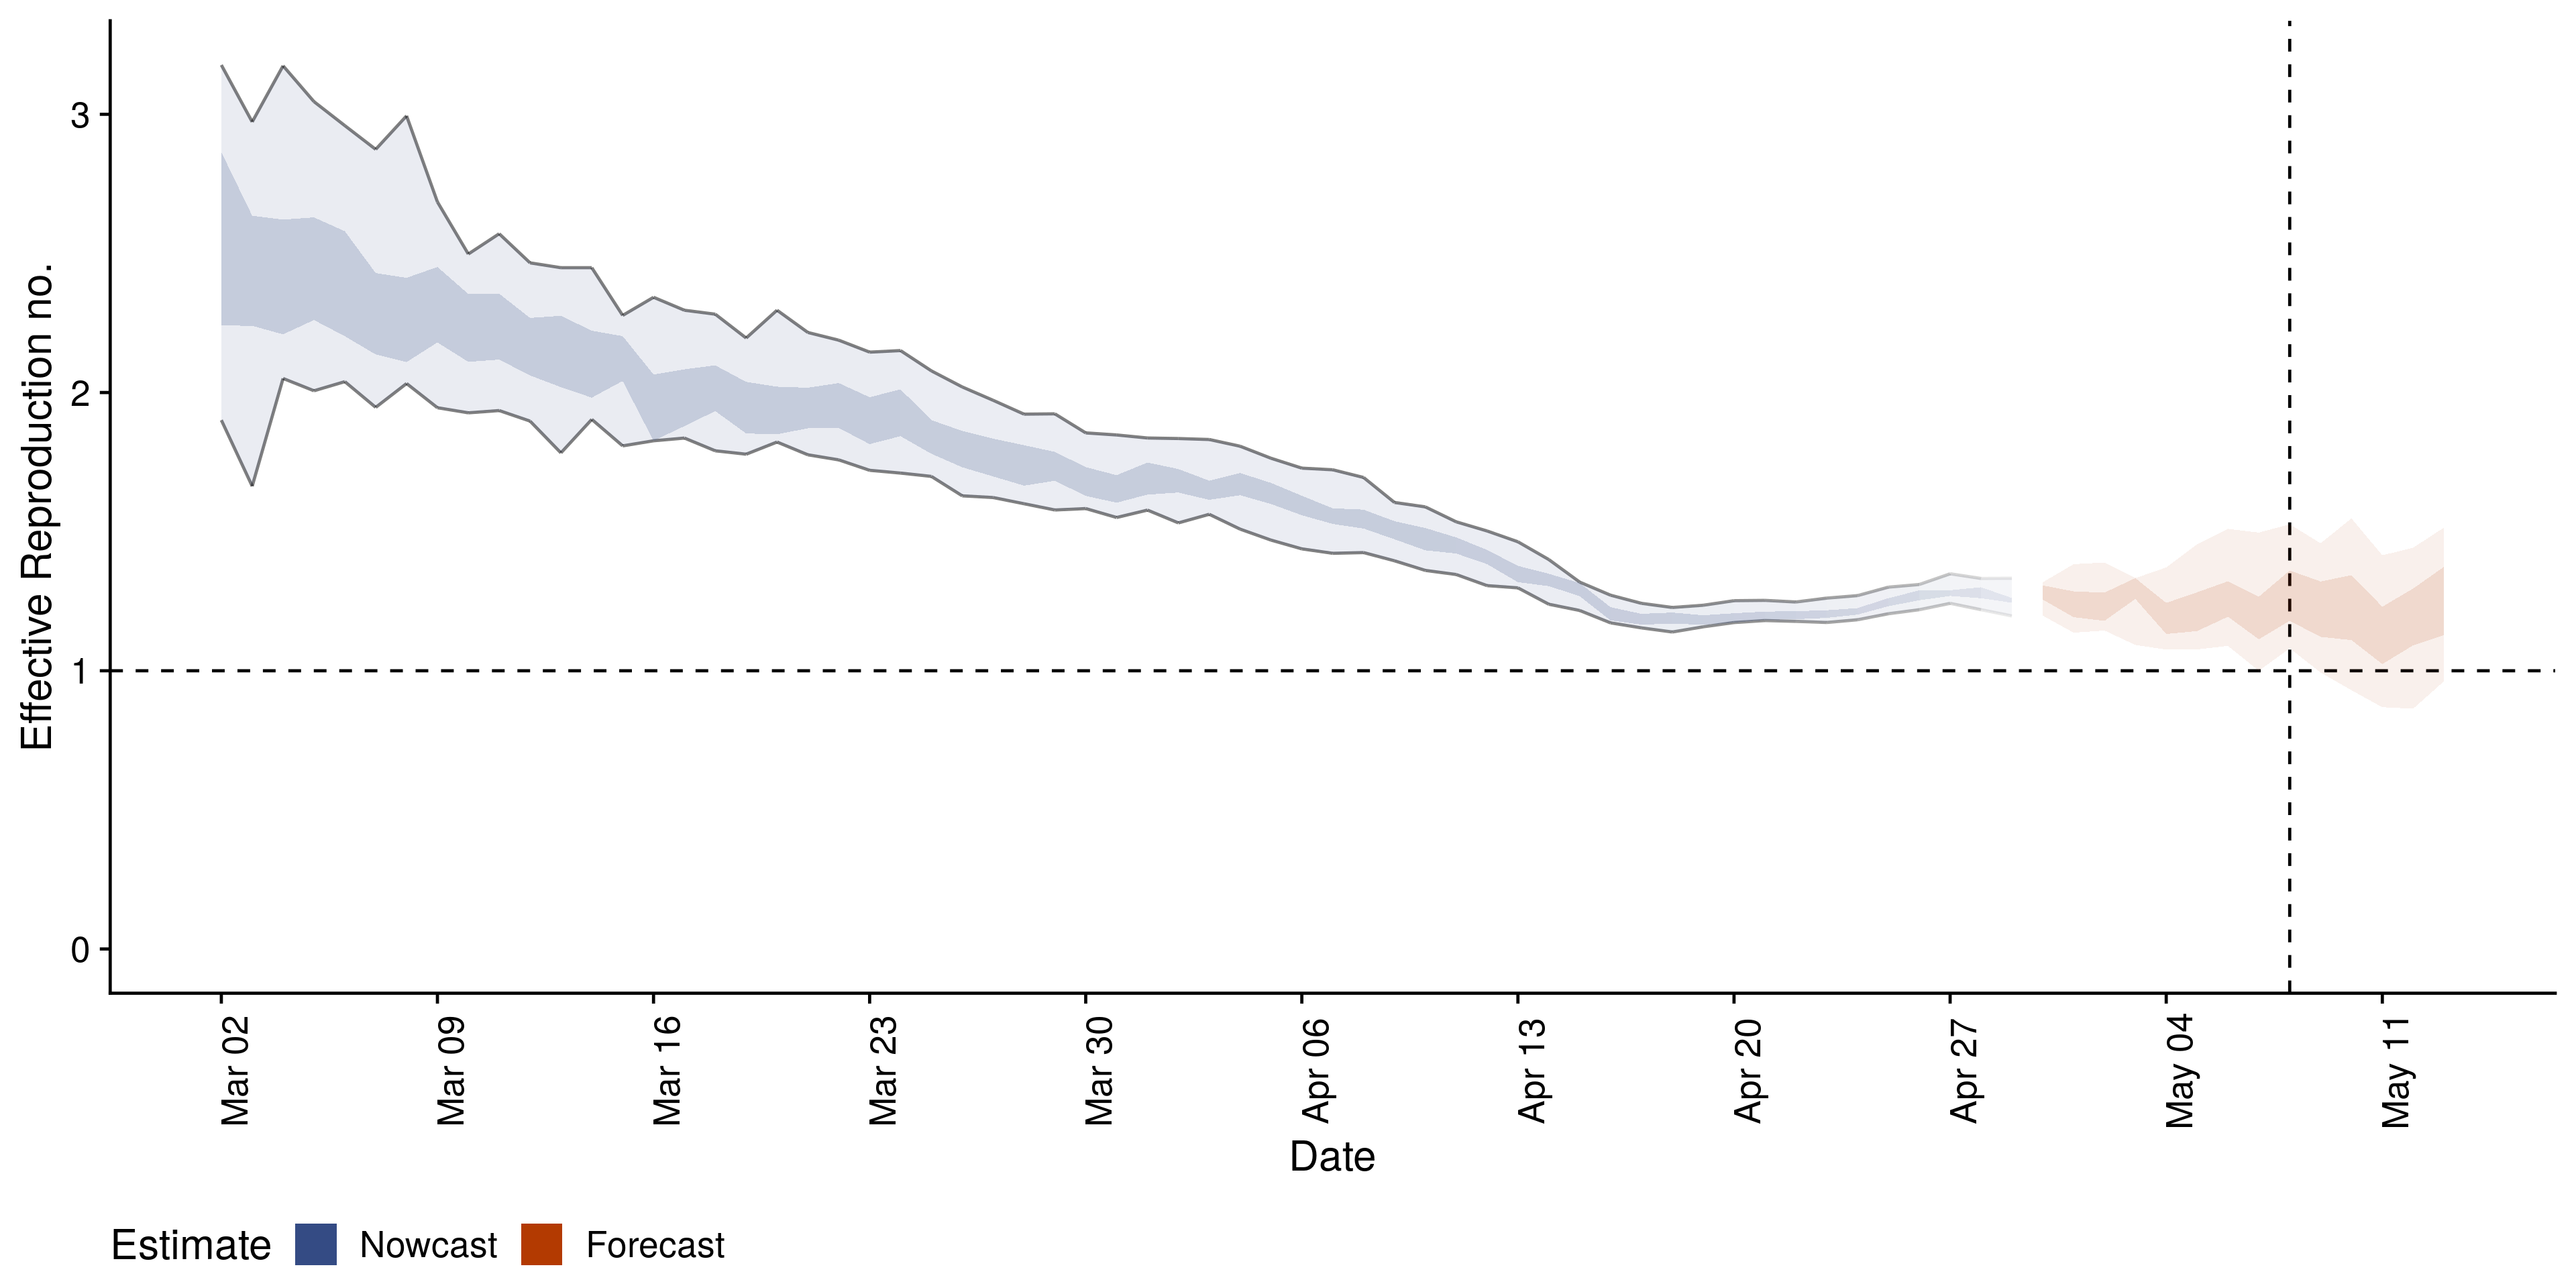 Effective Reproduction no.
3
2
1
0
Mar 02
Mar 09
Mar 16
Mar 23
Mar 30
Apr 06
Apr 13
Apr 20
Apr 27
May 04
May 11
Date
Estimate Nowcast Forecast